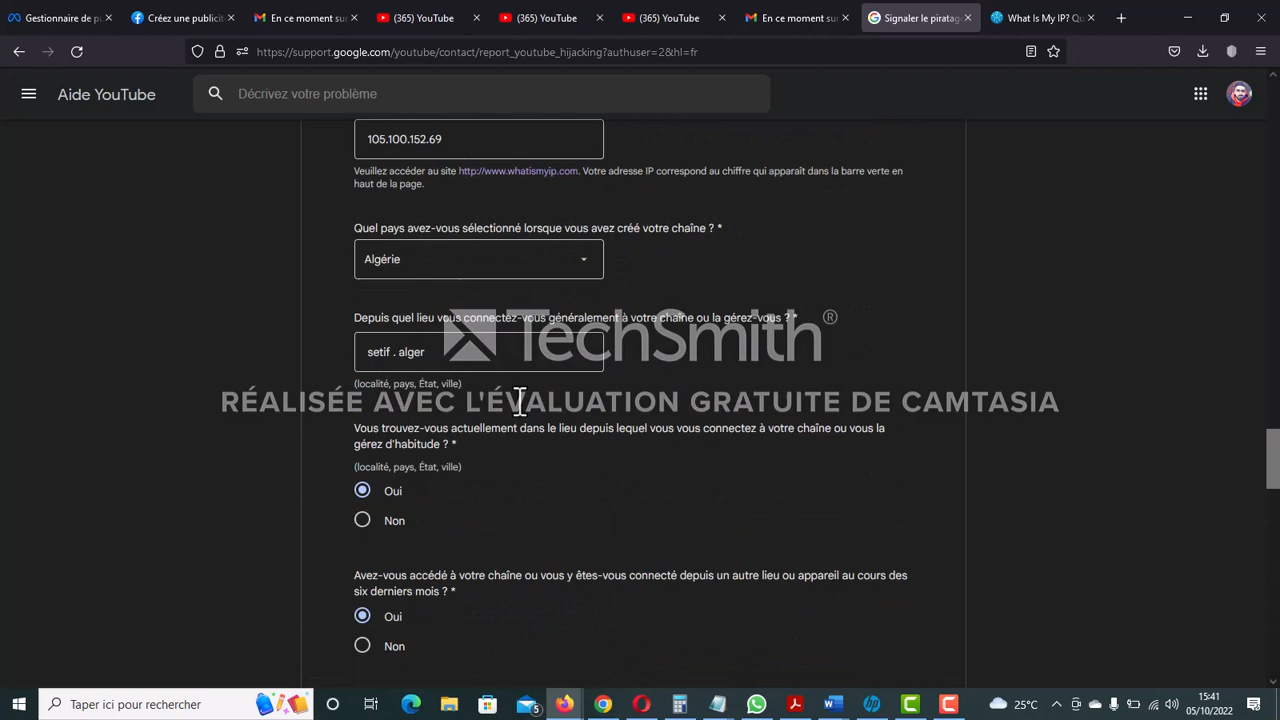 Gestionnaire de pu
Créez une publicit
En ce moment sur
(365) YouTube
(365) YouTube
(365) YouTube
En ce moment sur
Signaler le piratag
What Is My IP? Qu
https://support.google.com/youtube/contact/report_youtube_hijacking?authuser=2&hl=fr
Aide YouTube
Décrivez votre problème
105.100.152.69
Veuillez accéder au site http://www.whatismyip.com. Votre adresse IP correspond au chiffre qui apparaît dans la barre verte en
haut de la page.
Quel pays avez-vous sélectionné lorsque vous avez créé votre chaîne ? *
Algérie
Depuis quel lieu vous connectez-vous généralement à votre chaîne ou la gérez-vous ? *
TechSmith®
setif . alger
(localité, pays, État, ville)
RÉALISÉE AVEC L'ÉVALUATION GRATUITE DE CAMTASIA
Vous trouvez-vous actuellement dans le lieu depuis lequel vous vous connectez à votre chaîne ou vous la
gérez d'habitude ? *
(localité, pays, État, ville)
Oui
Non
Avez-vous accédé à votre chaîne ou vous y êtes-vous connecté depuis un autre lieu ou appareil au cours des
six derniers mois ? *
Oui
Non
Taper ici pour rechercher
5
25°C
15:41
05/10/2022